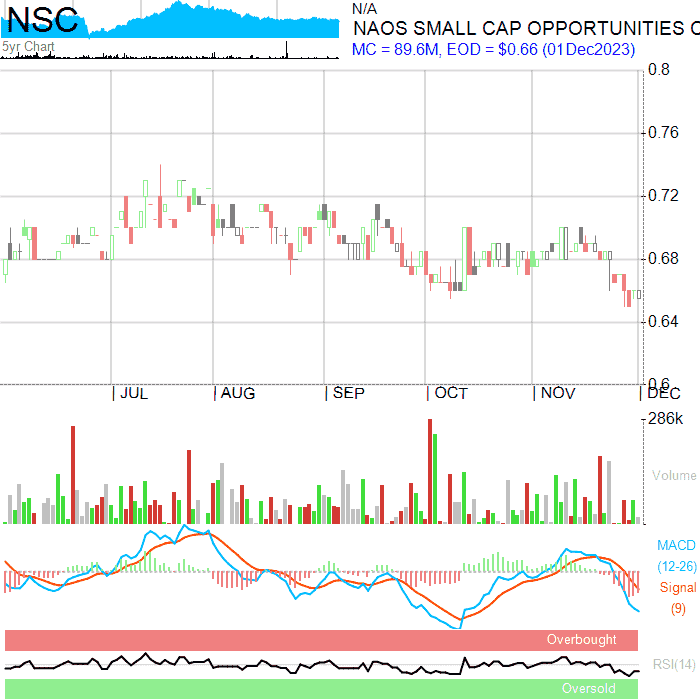 NSC
5yr Chart
N/A
NAOS SMALL CAP OPPORTUNITIES C
MC = 89.6M, EOD = $0.66 (01Dec2023)
0.8
0.76
0.72
0.68
0.64
0.6
JUL AUG SEP OCT NOV DEC
286k
Volume
MACD
(12-26)
Signal
(9)
Overbought
RSI(14)
Oversold